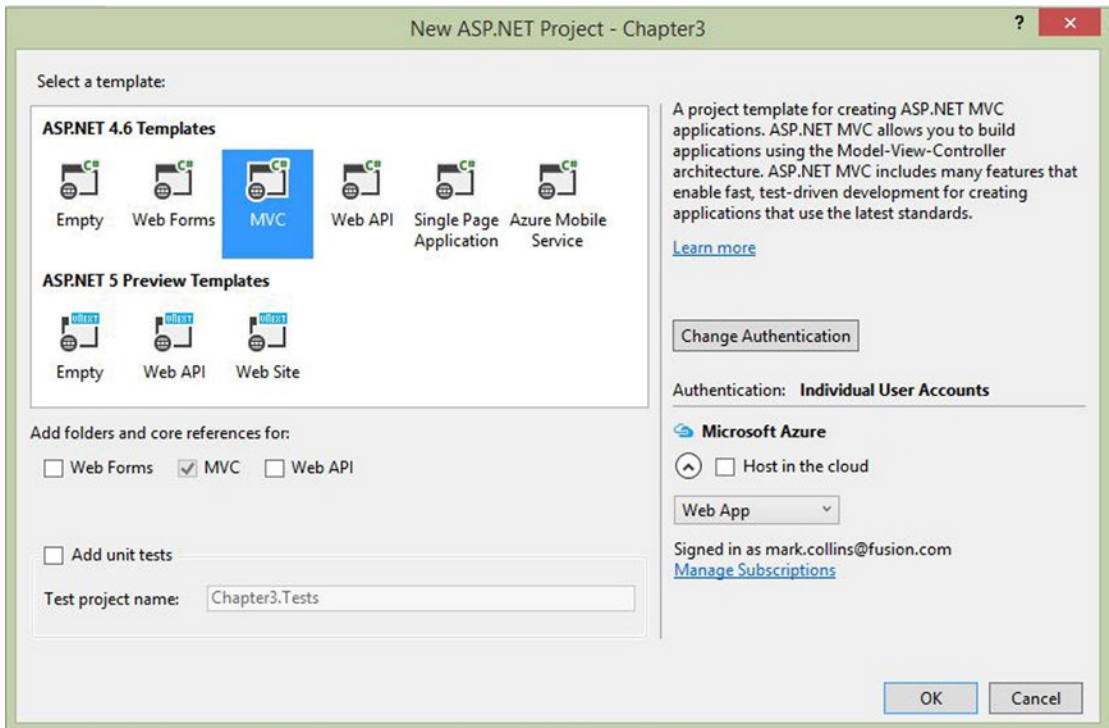 New ASP.NET Project - Chapter3
?
Select a template:
ASP.NET 4.6 Templates
C#
C#
C#
C#
C#
C#
Empty
Web Forms
MVC
Web API
Single Page
Application
Azure Mobile
Service
ASP.NET 5 Preview Templates
Empty
Web API
Web Site
Add folders and core references for:
Web Forms
MVC
Web API
Add unit tests
Test project name:
Chapter3.Tests
A project template for creating ASP.NET MVC
applications. ASP.NET MVC allows you to build
applications using the Model-View-Controller
architecture. ASP.NET MVC includes many features that
enable fast, test-driven development for creating
applications that use the latest standards.
Learn more
Change Authentication
Authentication: Individual User Accounts
Microsoft Azure
Host in the cloud
Web App
Signed in as mark.collins@fusion.com
Manage Subscriptions
OK
Cancel